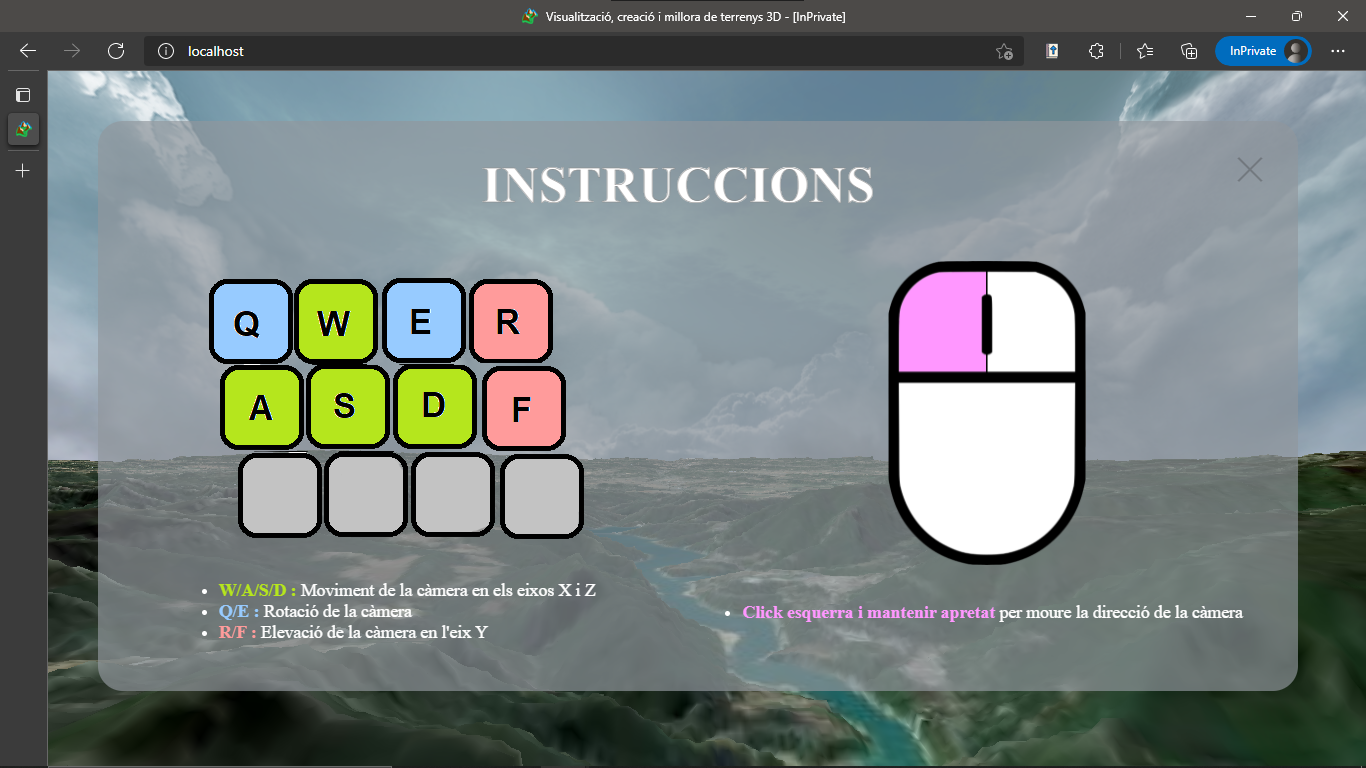 Visualització, creació i millora de terrenys 3D - [InPrivate]
localhost
InPrivate
INSTRUCCIONS
Q W E R
A S D F
W/A/S/D : Moviment de la càmera en els eixos X i Z
Q/E : Rotació de la càmera
R/F : Elevació de la càmera en l'eix Y
Click esquerra i mantenir apretat per moure la direcció de la càmera